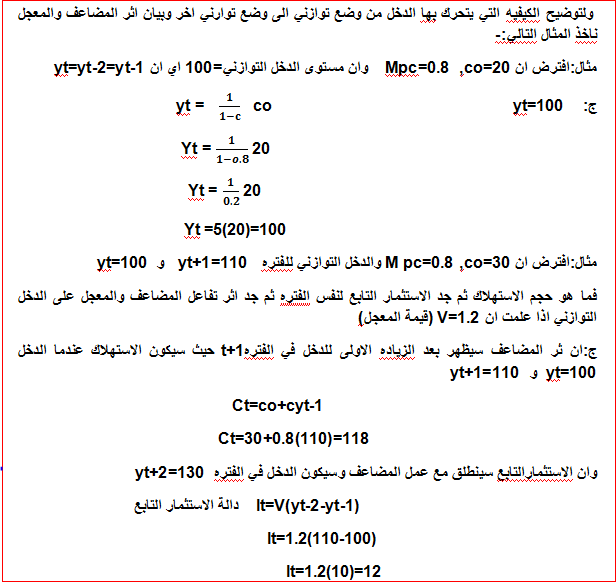 ولتوضيح الكيفيه التي يتحرك بها الدخل من وضع توازني الى وضع توارني اخر وبيان اثر المضاعف والمعجل
ناخذ المثال التالي:-
مثال:افترض ان Mpc=0.8 ,co=20 وان مستوى الدخل التوازني=100 اي ان yt=yt-2=yt-1
ج: yt=100 yt = 1/1−c co
Yt = 1/1−o.8 20
Yt = 1/0.2 20
Yt =5(20)=100
مثال:افترض ان M pc=0.8 ,co=30 والدخل التوازني للفتره yt+1=110 و yt=100
فما هو حجم الاستهلاك ثم جد الاستثمار التابع لنفس الفتره ثم جد اثر تفاعل المضاعف والمعجل على الدخل
التوازني اذا علمت ان V=1.2 (قيمة المعجل)
ج:ان ثر المضاعف سيظهر بعد الزياده الاولى للدخل في الفتره t+1 حيث سيكون الاستهلاك عندما الدخل
yt=100 و yt+1=110
Ct=co+cyt-1
Ct=30+0.8(110)=118
وان الاستثمارالتابع سينطلق مع عمل المضاعف وسيكون الدخل في الفتره yt+2=130
It=V(yt-2-yt-1) دالة الاستثمار التابع
It=1.2(110-100)
It=1.2(10)=12